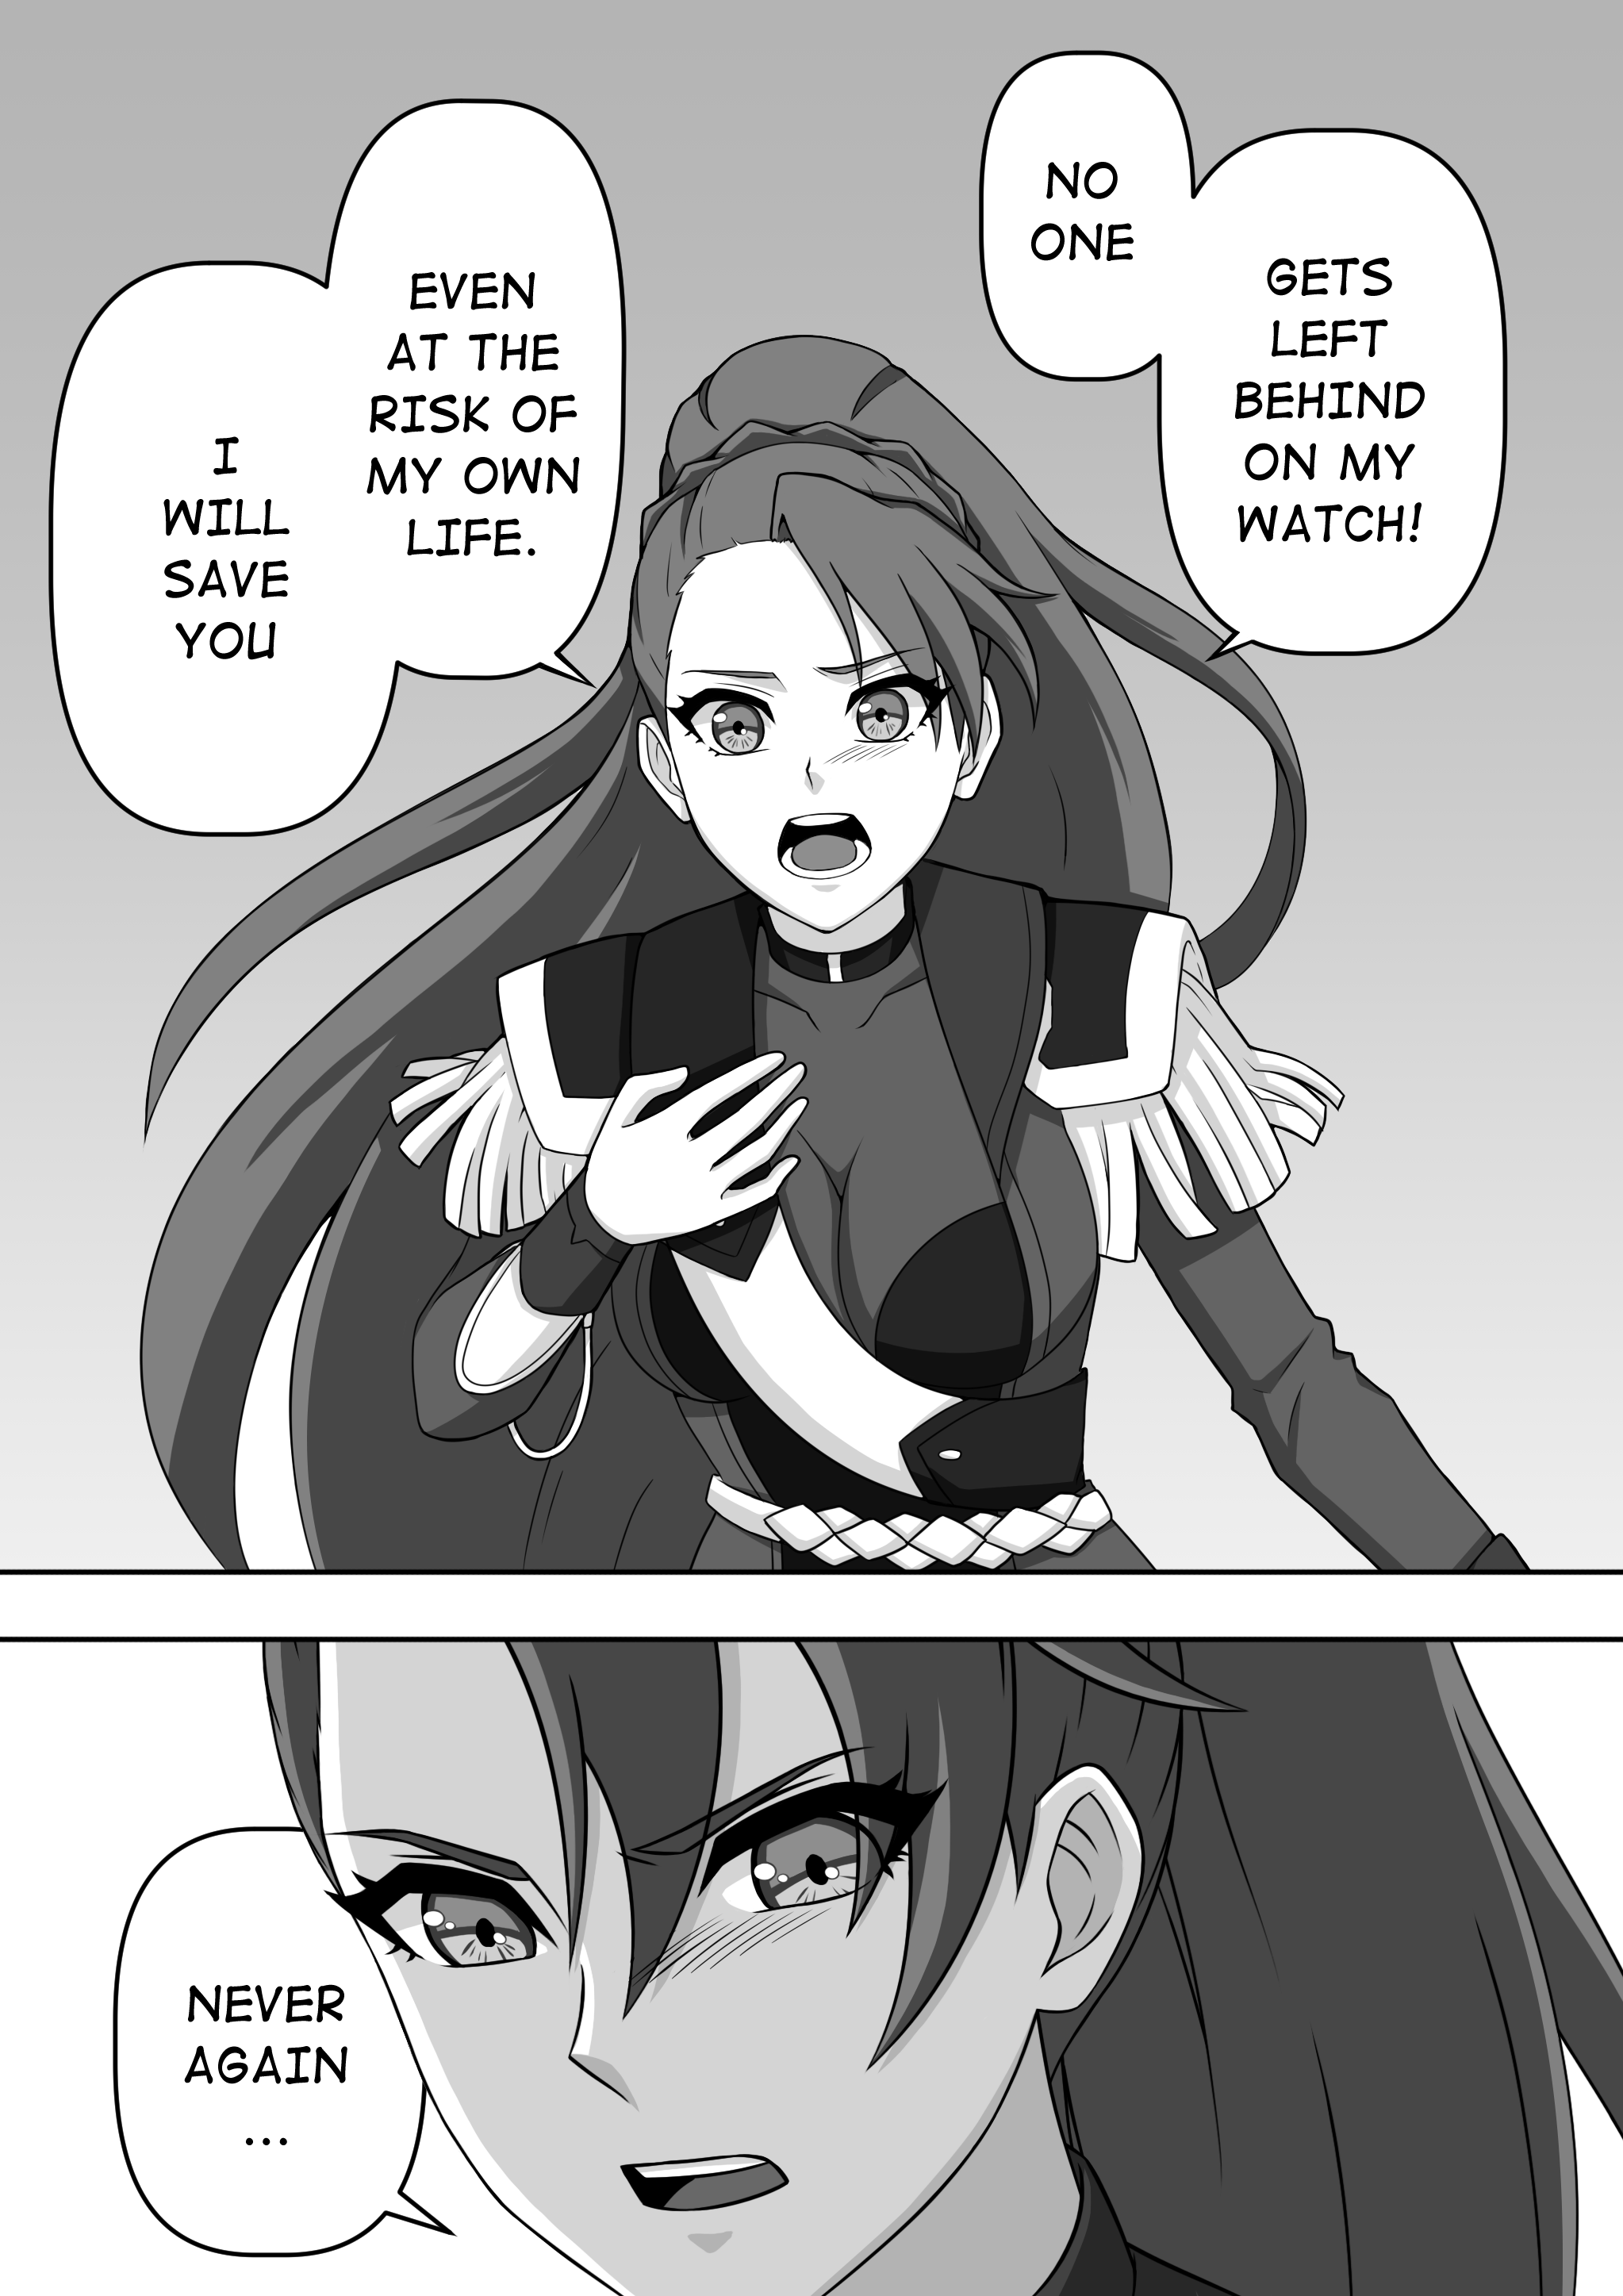 I
WILL
SAVE
YOU
EVEN
AT THE
RISK OF
MY OWN
LIFE.
NO
ONE
GETS
LEFT
BEHIND
ON MY
WATCH!
NEVER
AGAIN
...